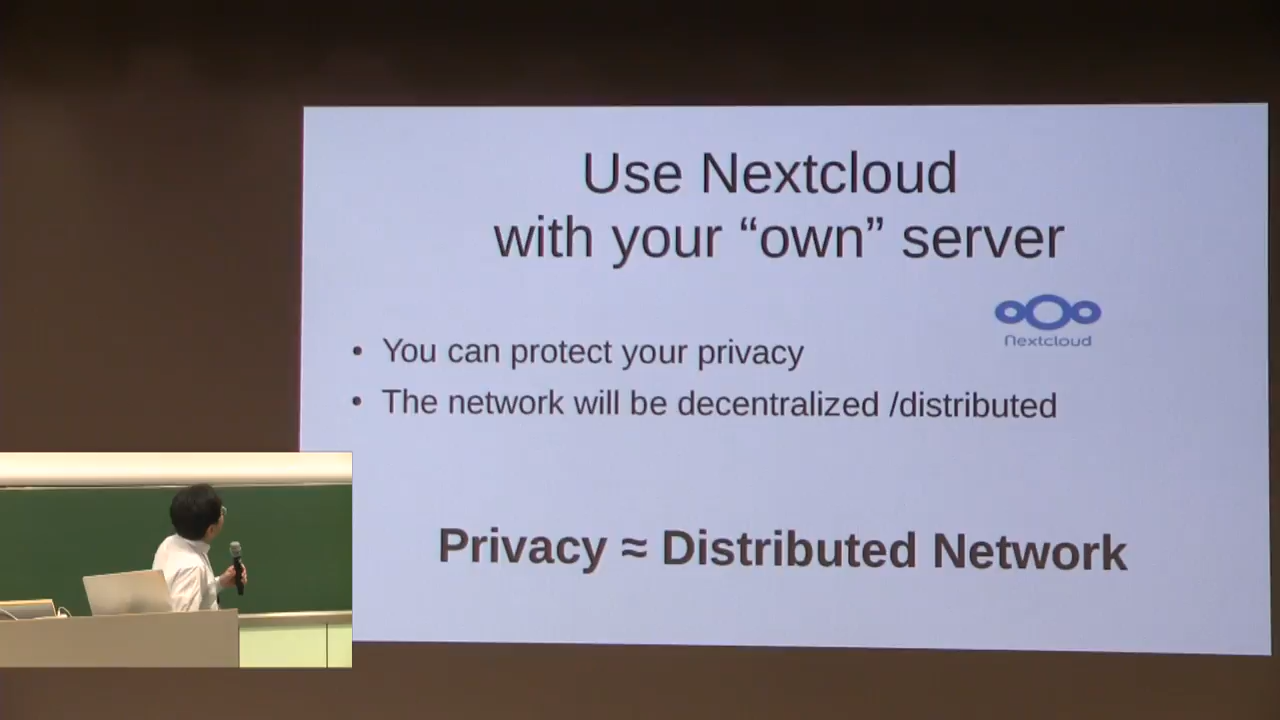 Use Nextcloud
with your “own” server
Nextcloud
• You can protect your privacy
• The network will be decentralized /distributed
Privacy ≈ Distributed Network